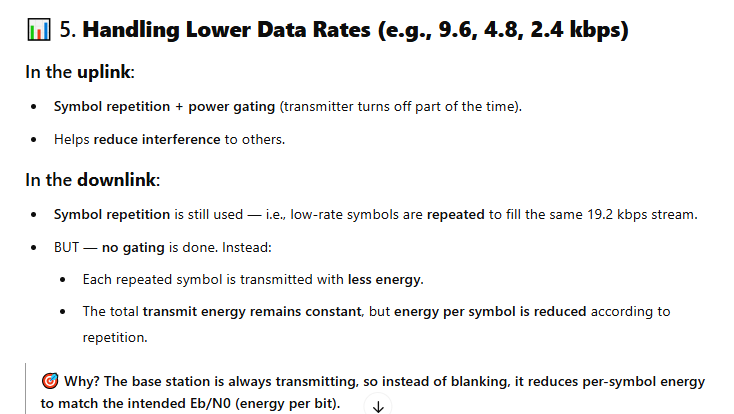 📊 5. Handling Lower Data Rates (e.g., 9.6, 4.8, 2.4 kbps)
In the uplink:
• Symbol repetition + power gating (transmitter turns off part of the time).
• Helps reduce interference to others.
In the downlink:
• Symbol repetition is still used — i.e., low-rate symbols are repeated to fill the same 19.2 kbps stream.
• BUT — no gating is done. Instead:
• Each repeated symbol is transmitted with less energy.
• The total transmit energy remains constant, but energy per symbol is reduced according to
repetition.
🎯 Why? The base station is always transmitting, so instead of blanking, it reduces per-symbol energy
to match the intended Eb/N0 (energy per bit).